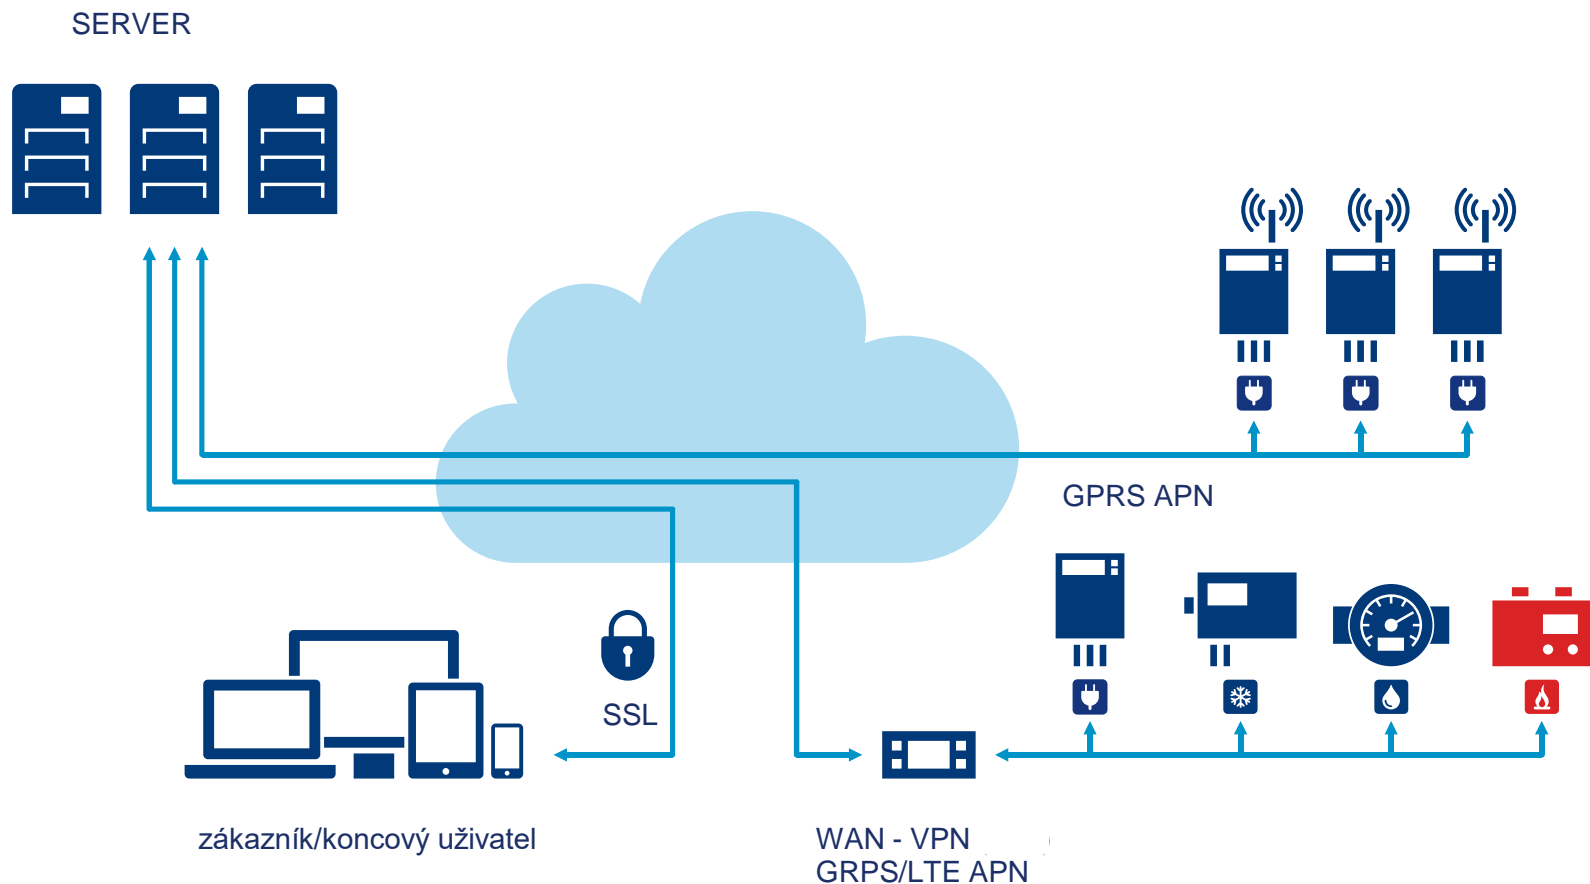 SERVER
GPRS APN
SSL
zákazník/koncový uživatel
WAN - VPN
GRPS/LTE APN